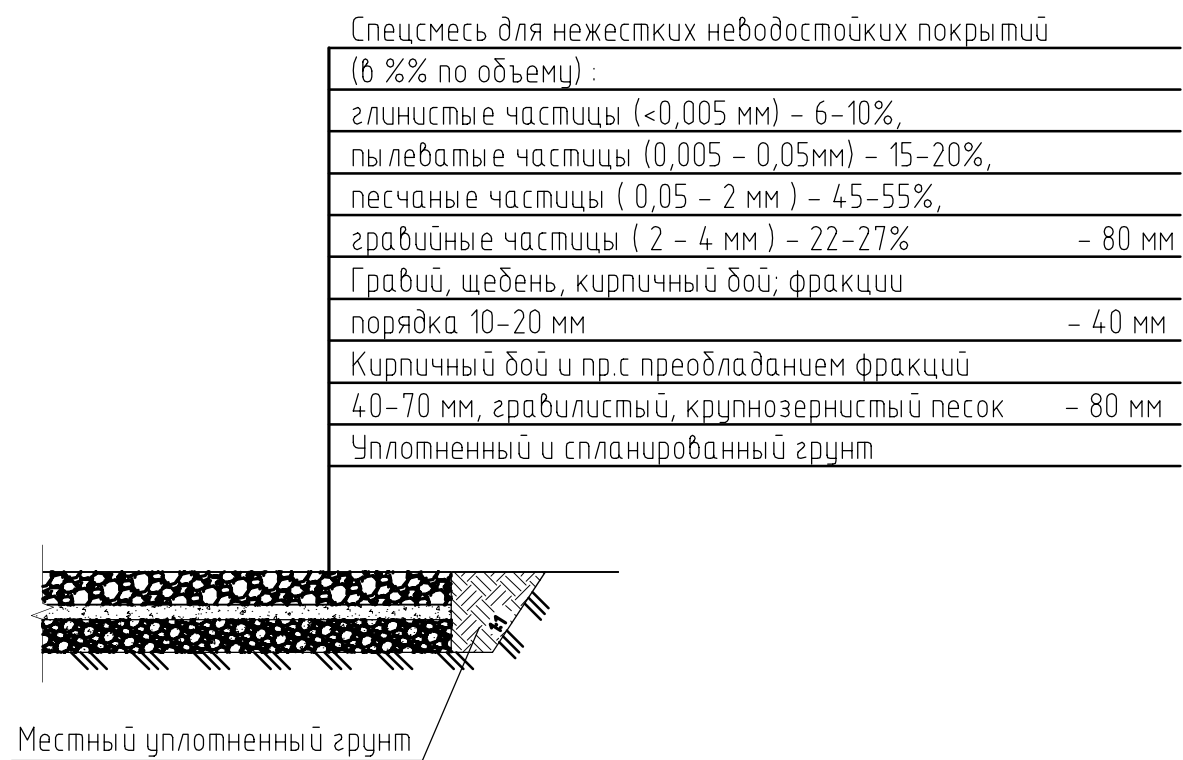 Спецсмесь для нежестких неводостойких покрытий
(в %% по объему) :
глинистые частицы (<0,005 мм) - 6-10%,
пылеватые частицы (0,005 - 0,05мм) - 15-20%,
песчаные частицы ( 0,05 - 2 мм ) - 45-55%,
гравийные частицы ( 2 - 4 мм ) - 22-27% - 80 мм
Гравий, щебень, кирпичный бой; фракции
порядка 10-20 мм - 40 мм
Кирпичный бой и пр.с преобладанием фракций
40-70 мм, гравилистый, крупнозернистый песок - 80 мм
Уплотненный и спланированный грунт
Местный уплотненный грунт